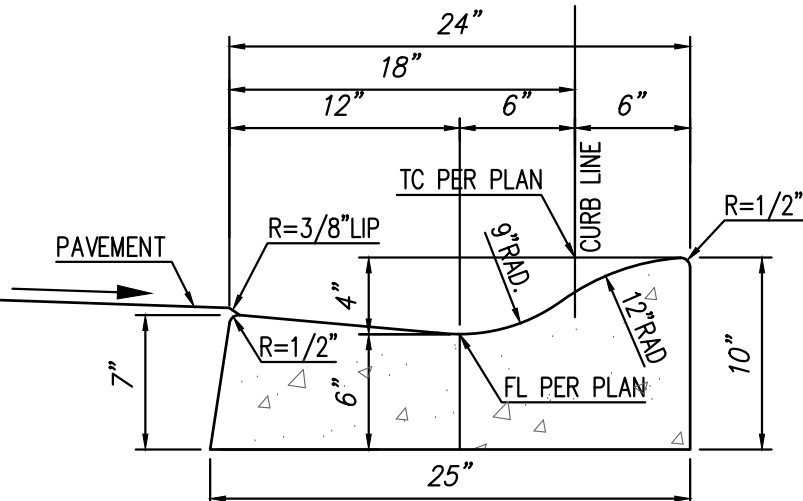 24"
18"
12" 6" 6"
TC PER PLAN
CURB LINE
R=1/2"
R=3/8"LIP
PAVEMENT
9"RAD.
4"
12"RAD
R=1/2"
7"
6"
10"
FL PER PLAN
25"